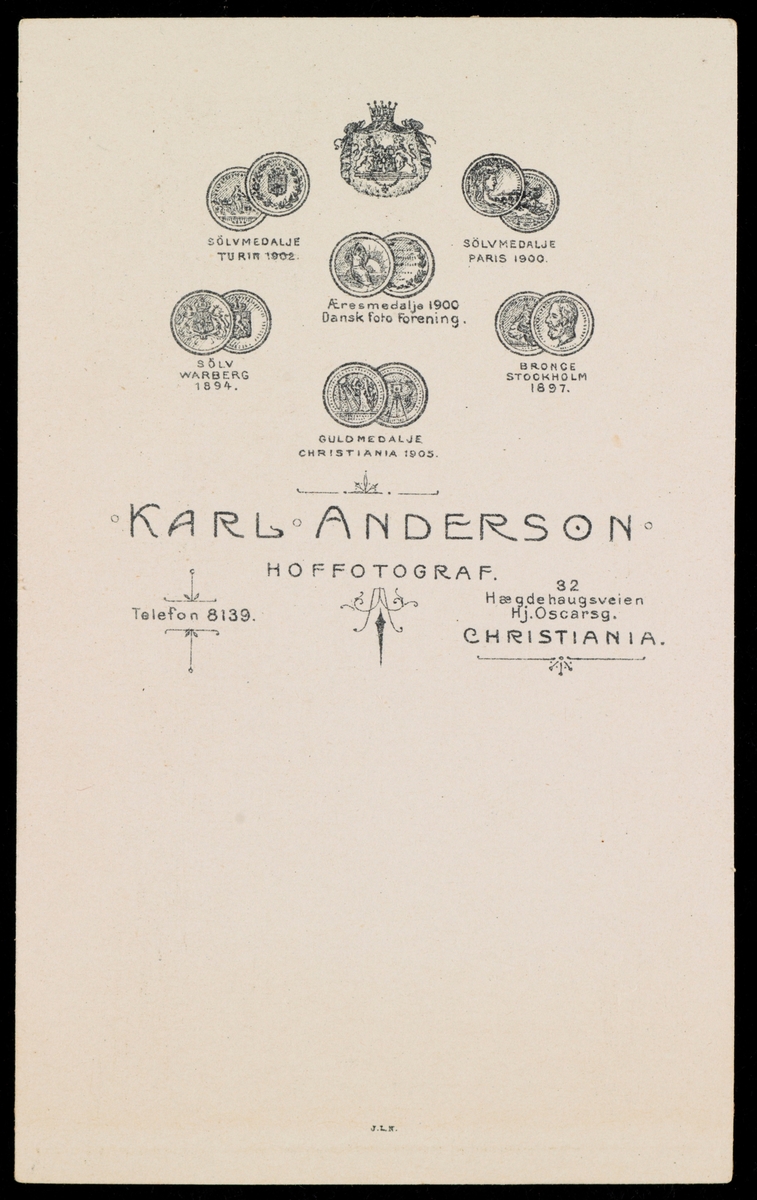 SÖLVMEDALJE
TURIN 1902.
SÖLVMEDALJE
PARIS 1900.
Æresmedalje 1900
Dansk Foto Forening.
SÖLV
WARBERG
1894.
BRONCE
STOCKHOLM
1897.
GULDMEDALJE
CHRISTIANIA 1905.
KARL ANDERSON
HOFFOTOGRAF.
Telefon 8139.
32
Hægdehaugsveien
Hj. Oscarsg.
CHRISTIANIA.
J.L.N.